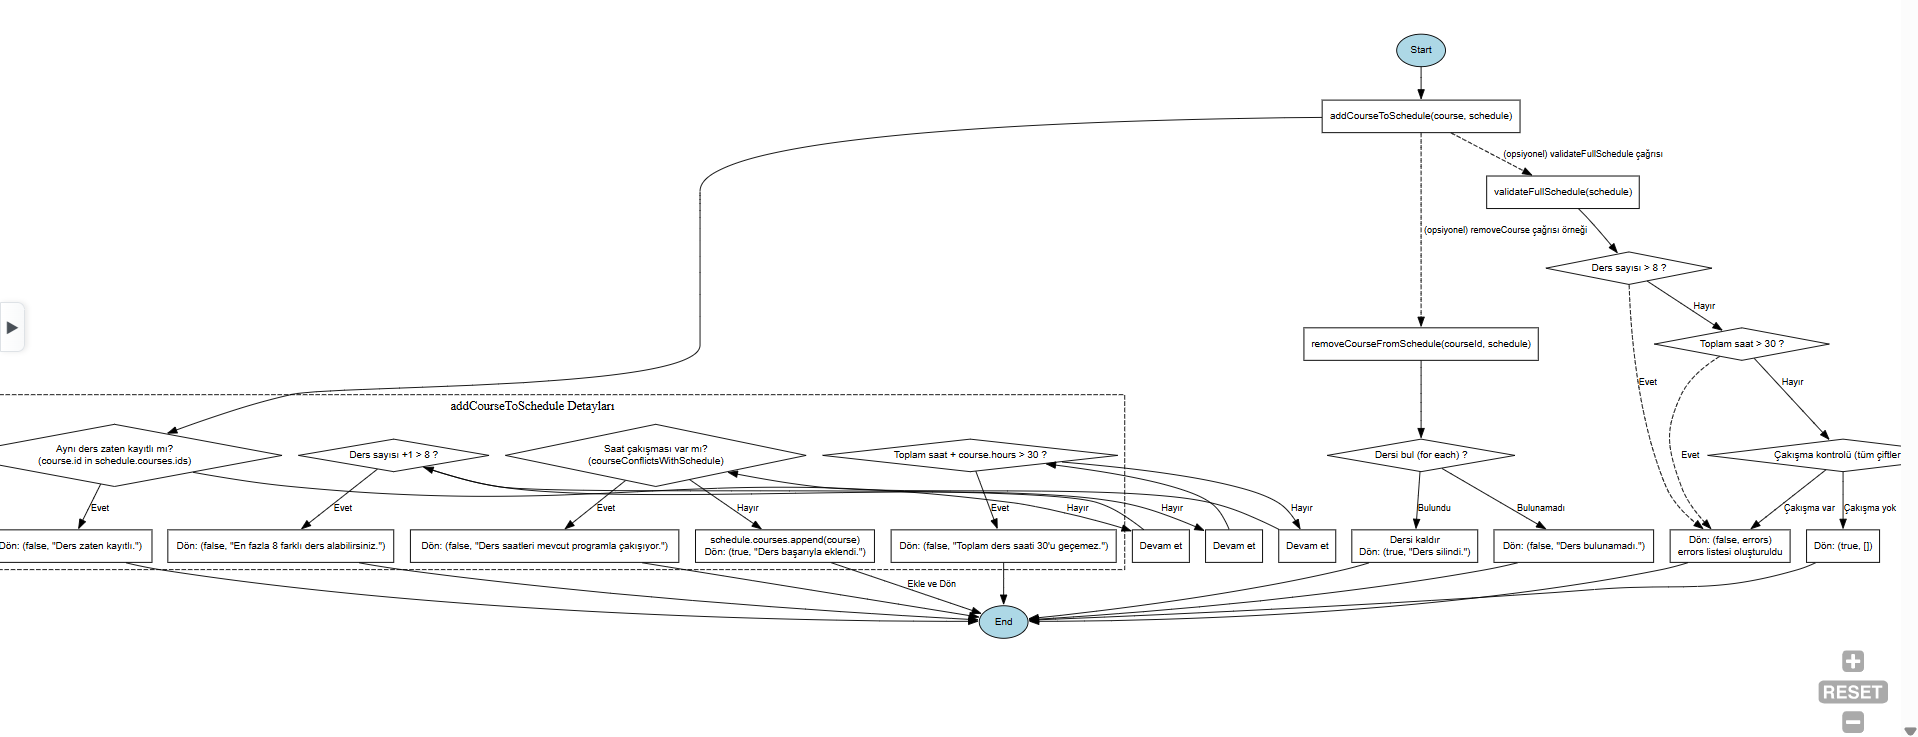 Start
addCourseToSchedule(course, schedule)
(opsiyonel) validateFullSchedule çağrısı
validateFullSchedule(schedule)
(opsiyonel) removeCourse çağrısı örneği
Ders sayısı > 8 ?
Hayır
removeCourseFromSchedule(courseId, schedule)
Toplam saat > 30 ?
Evet
Hayır
addCourseToSchedule Detayları
Aynı ders zaten kayıtlı mı?
(course.id in schedule.courses.ids)
Ders sayısı +1 > 8 ?
Saat çakışması var mı?
(courseConflictsWithSchedule)
Toplam saat + course.hours > 30 ?
Dersi bul (for each) ?
Evet
Çakışma kontrolü (tüm çiftler
Evet
Evet
Evet
Hayır
Evet
Hayır
Hayır
Hayır
Bulundu
Bulunamadı
Çakışma var
Çakışma yok
Dön: (false, "Ders zaten kayıtlı.")
Dön: (false, "En fazla 8 farklı ders alabilirsiniz.")
Dön: (false, "Ders saatleri mevcut programla çakışıyor.")
schedule.courses.append(course)
Dön: (true, "Ders başarıyla eklendi.")
Dön: (false, "Toplam ders saati 30'u geçemez.")
Devam et
Devam et
Devam et
Dersi kaldır
Dön: (true, "Ders silindi.")
Dön: (false, "Ders bulunamadı.")
Dön: (false, errors)
errors listesi oluşturuldu
Dön: (true, [])
Ekle ve Dön
End
RESET